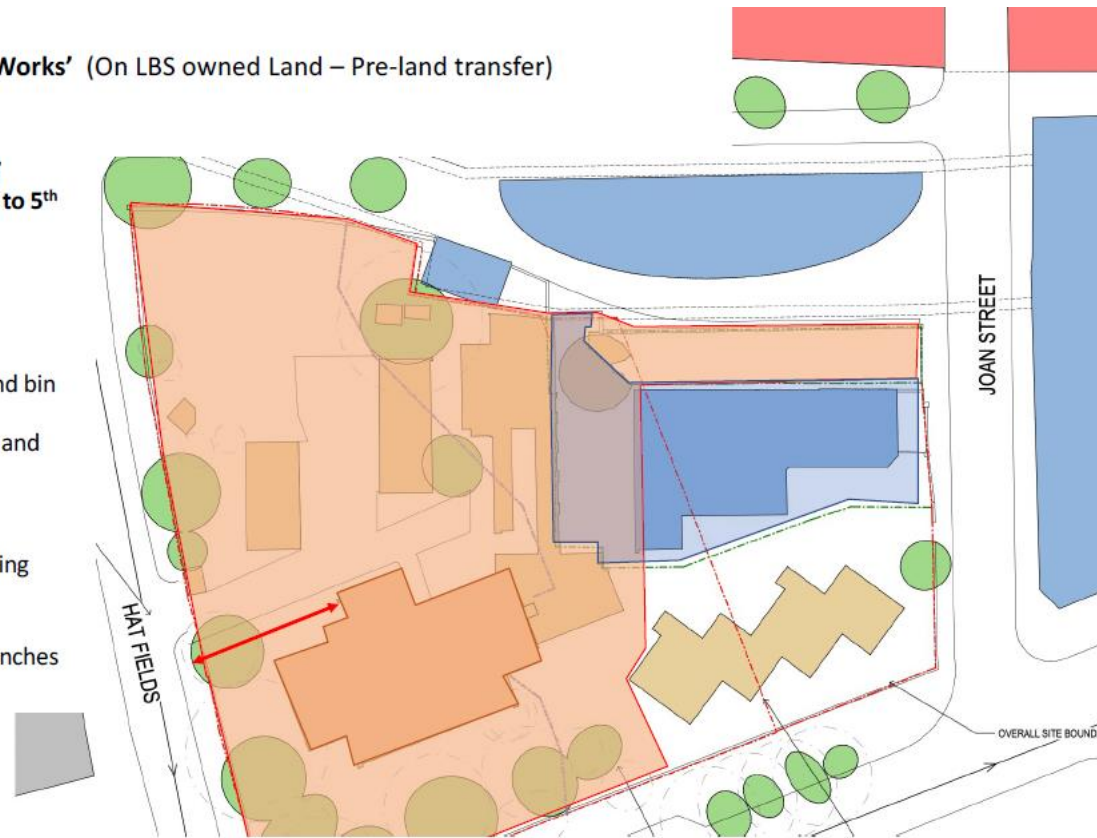 Works' (On LBS owned Land – Pre-land transfer)
to 5th
nd bin
and
ing
nches
JOAN STREET
HAT FIELDS
OVERALL SITE BOUND